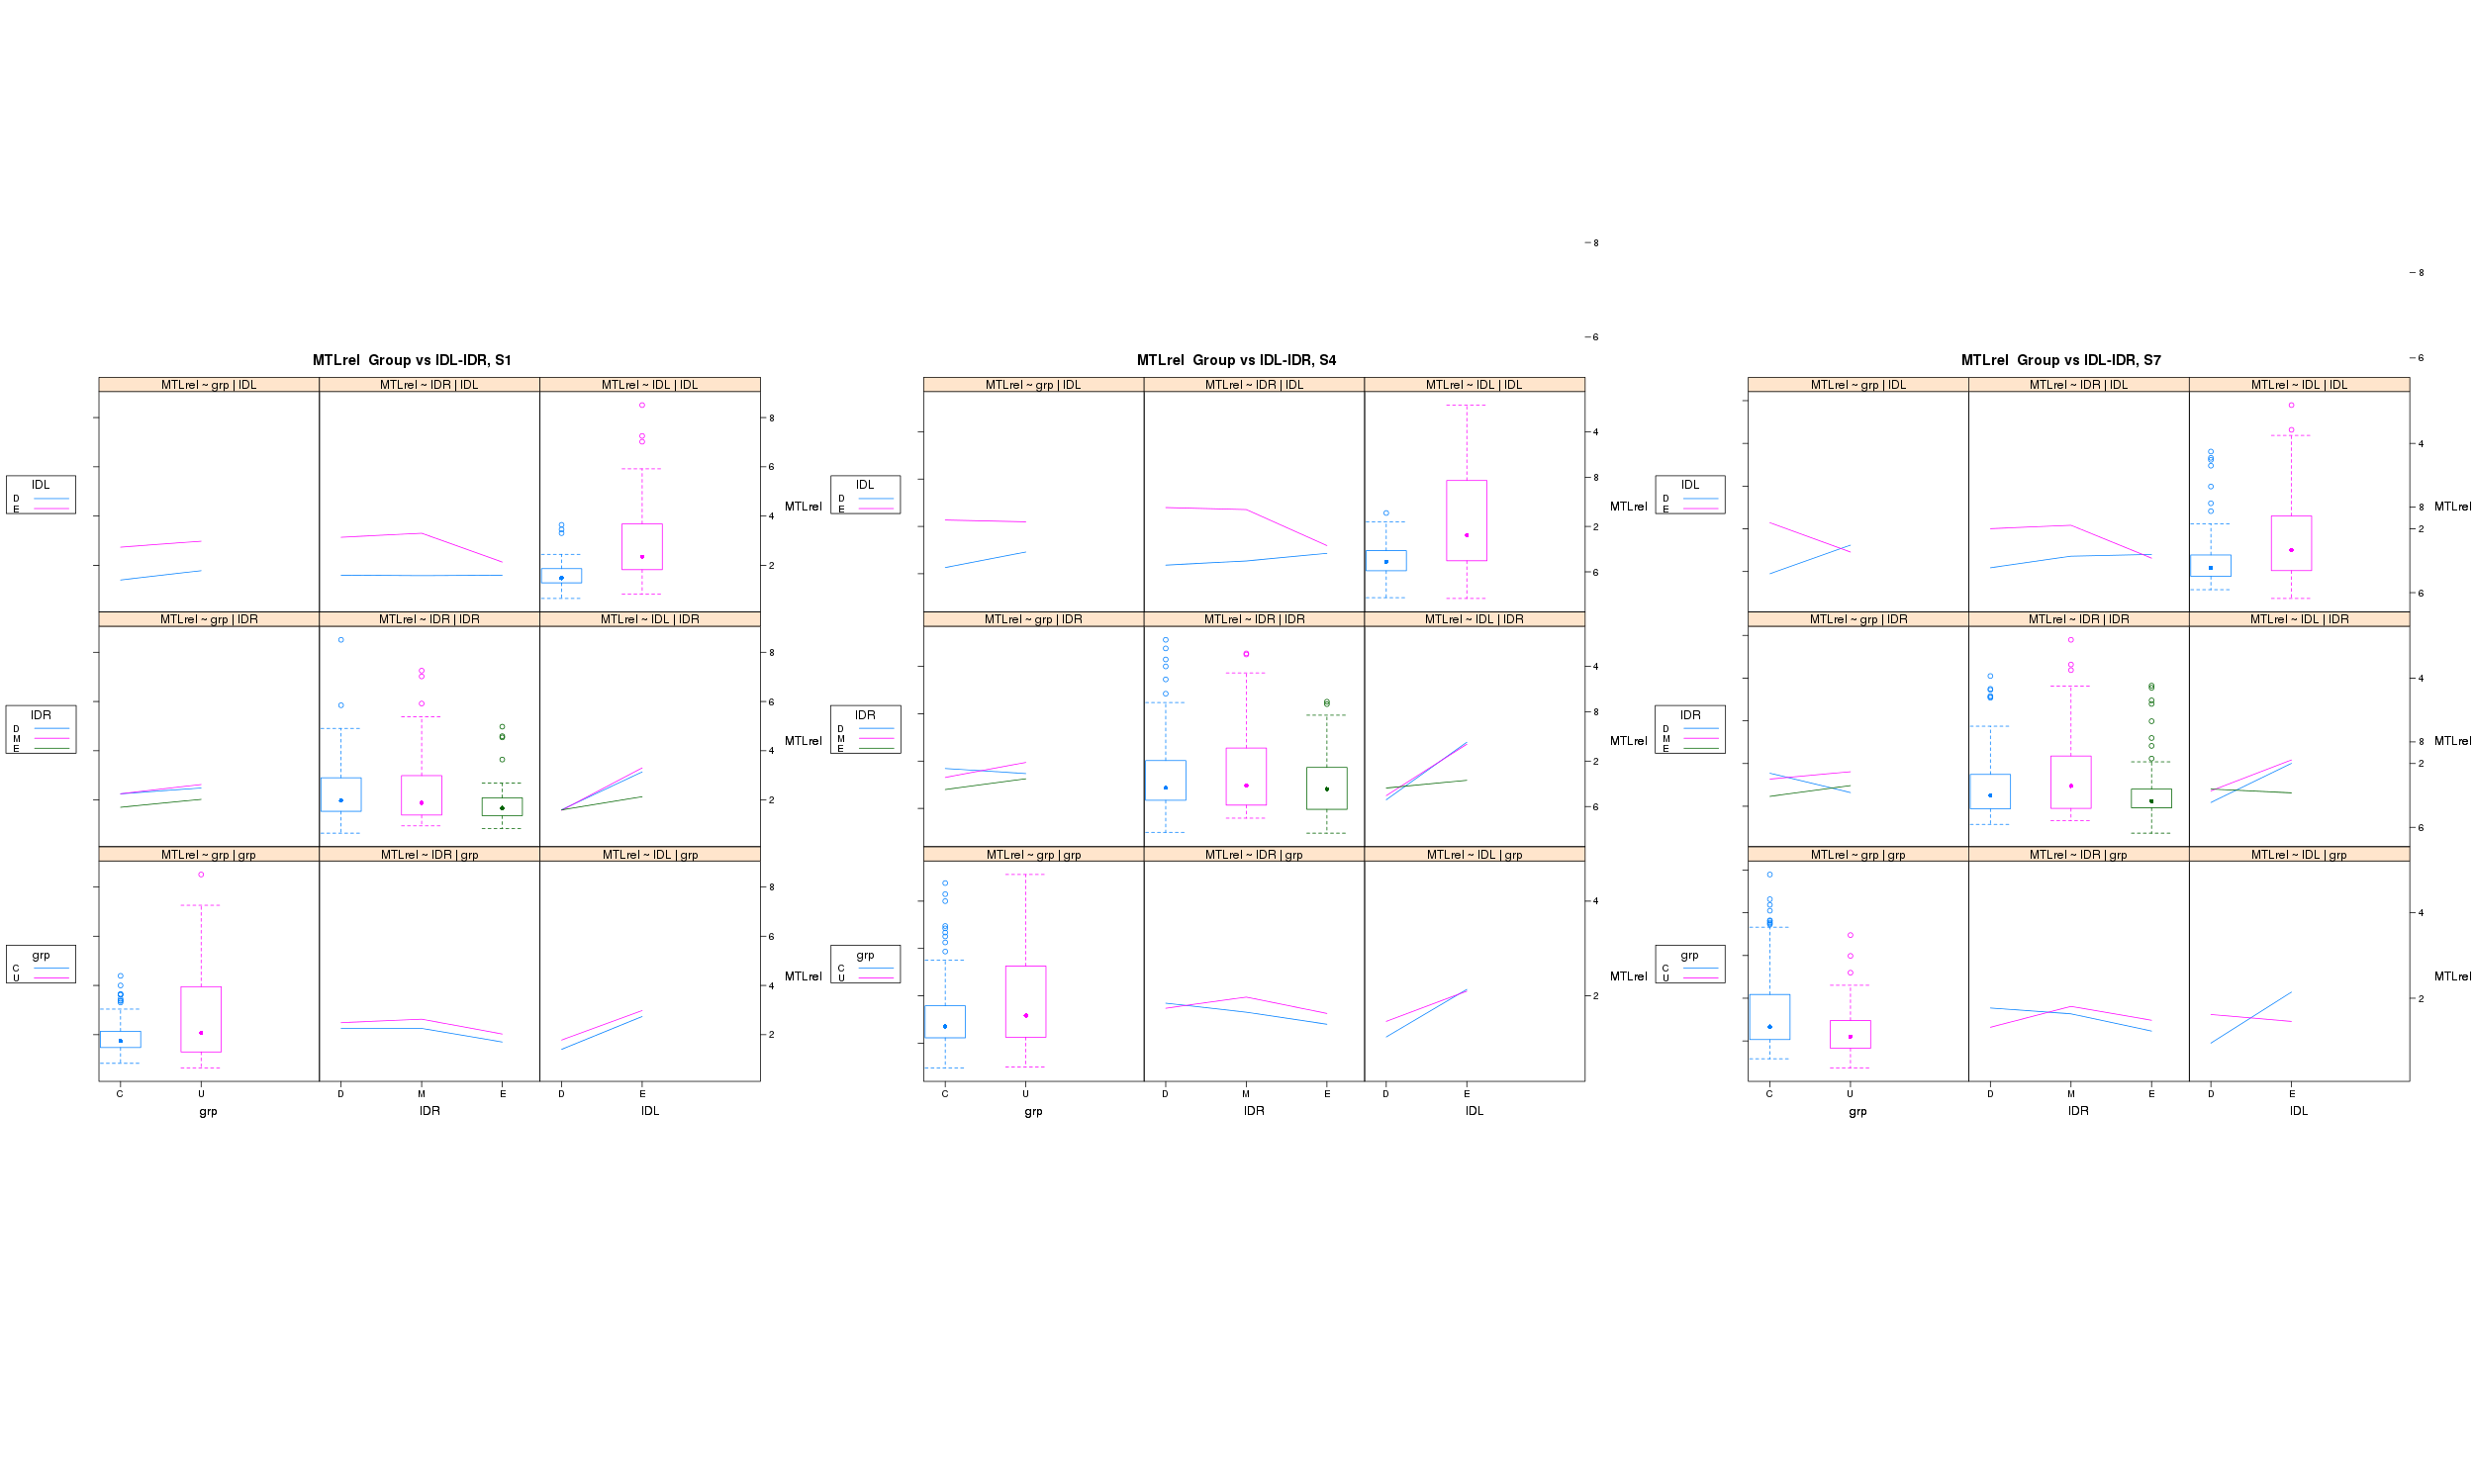 MTLrel  Group vs IDL-IDR, S1
MTLrel ~ grp | IDL
MTLrel ~ IDR | IDL
MTLrel ~ IDL | IDL
IDL
D
E
8
6
4
2
MTLrel
MTLrel ~ grp | IDR
MTLrel ~ IDR | IDR
MTLrel ~ IDL | IDR
IDR
D
M
E
8
6
4
2
MTLrel
MTLrel ~ grp | grp
MTLrel ~ IDR | grp
MTLrel ~ IDL | grp
grp
C
U
8
6
4
2
MTLrel
C U D M E D E
grp IDR IDL
MTLrel  Group vs IDL-IDR, S4
8
6
MTLrel ~ grp | IDL
MTLrel ~ IDR | IDL
MTLrel ~ IDL | IDL
IDL
D
E
4
8
2
6
MTLrel
MTLrel ~ grp | IDR
MTLrel ~ IDR | IDR
MTLrel ~ IDL | IDR
IDR
D
M
E
4
8
2
6
MTLrel
MTLrel ~ grp | grp
MTLrel ~ IDR | grp
MTLrel ~ IDL | grp
grp
C
U
4
2
MTLrel
C U D M E D E
grp IDR IDL
MTLrel  Group vs IDL-IDR, S7
8
6
MTLrel ~ grp | IDL
MTLrel ~ IDR | IDL
MTLrel ~ IDL | IDL
IDL
D
E
4
8
2
6
MTLrel
MTLrel ~ grp | IDR
MTLrel ~ IDR | IDR
MTLrel ~ IDL | IDR
IDR
D
M
E
4
8
2
6
MTLrel
MTLrel ~ grp | grp
MTLrel ~ IDR | grp
MTLrel ~ IDL | grp
grp
C
U
4
2
MTLrel
C U D M E D E
grp IDR IDL